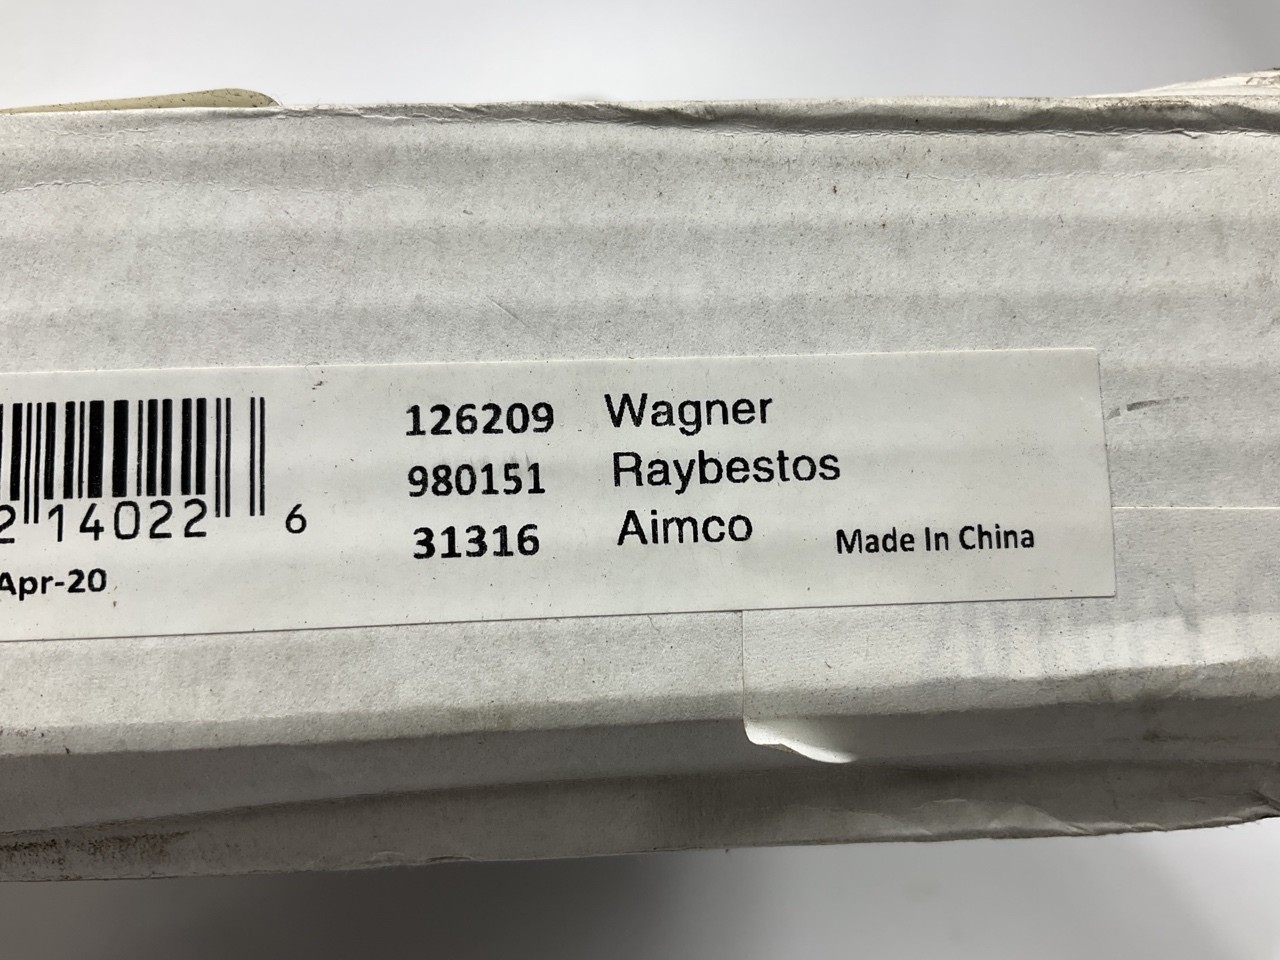 126209 Wagner
980151 Raybestos
31316 Aimco Made In China
2 14022 6
Apr-20